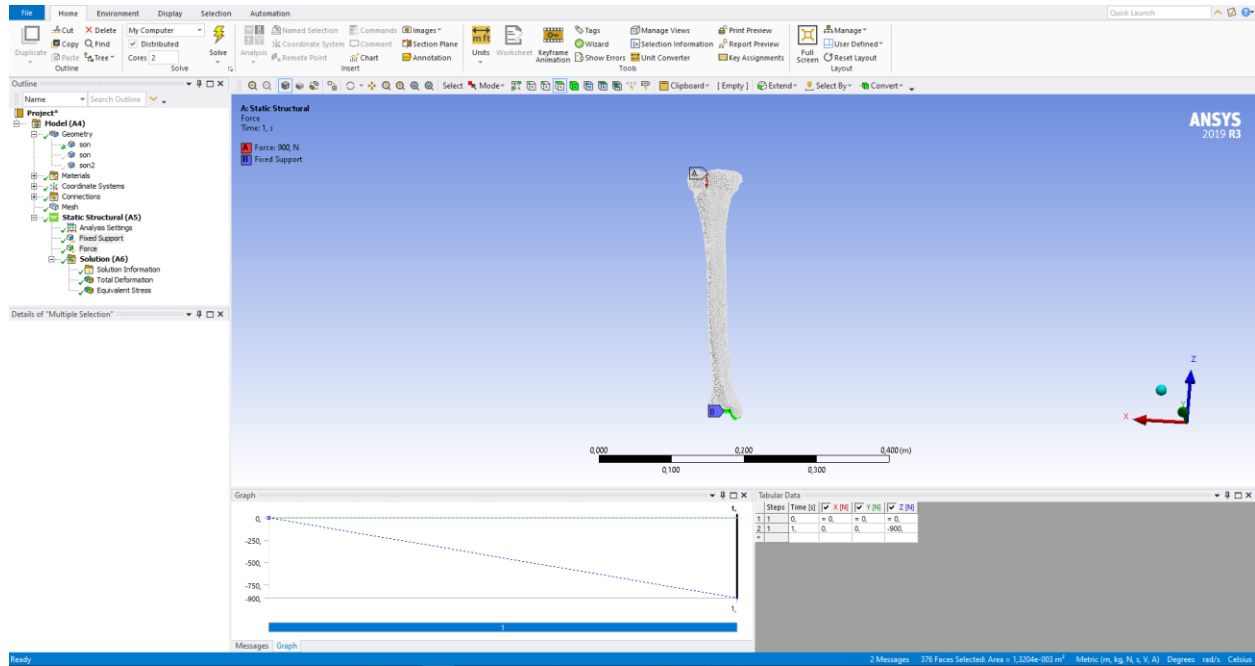 File Home Environment Display Selection Automation Quick Launch
Duplicate Cut Copy Paste Delete Find Tree Outline
My Computer Distributed Cores 2 Solve Solve
Analysis Named Selection Coordinate System Remote Point Commands Comment Chart Images Section Plane Annotation Insert
Units Worksheet Keyframe Animation Tags Wizard Show Errors Manage Views Selection Information Unit Converter Print Preview Report Preview Key Assignments Tools
Full Screen Manage User Defined Reset Layout Layout
Outline
Name Search Outline
Project*
Model (A4)
Geometry
son
son
son2
Materials
Coordinate Systems
Connections
Mesh
Static Structural (A5)
Analysis Settings
Fixed Support
Force
Solution (A6)
Solution Information
Total Deformation
Equivalent Stress
Details of "Multiple Selection"
Select Mode Clipboard [ Empty ] Extend Select By Convert
A: Static Structural
Force
Time: 1, s
A Force: 900, N
B Fixed Support
ANSYS
2019 R3
A
B
Z
X
Y
0,000 0,200 0,400 (m)
0,100 0,300
Graph
1,
0,
-250,
-500,
-750,
-900,
1,
1
Messages Graph
Tabular Data
Steps Time [s] X [N] Y [N] Z [N]
1 1 0, = 0, = 0, = 0,
2 1 1, 0, 0, -900,
*
Ready 2 Messages 376 Faces Selected: Area = 1,3204e-003 m² Metric (m, kg, N, s, V, A) Degrees rad/s Celsius